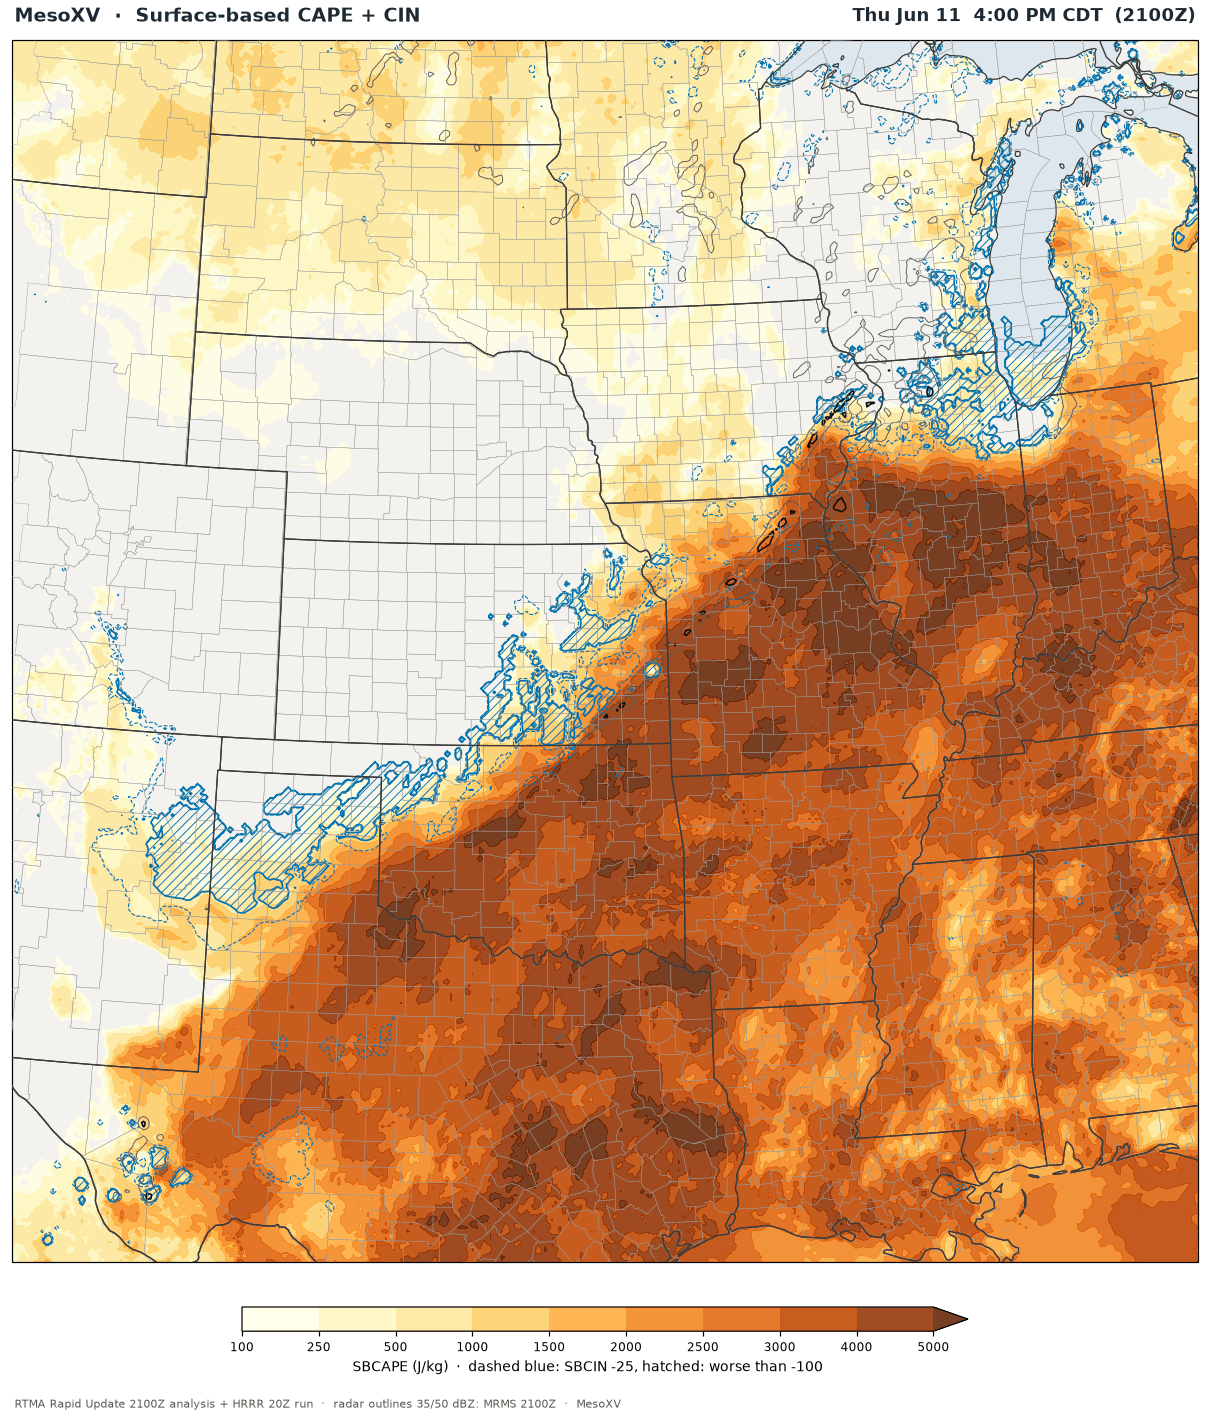 MesoXV · Surface-based CAPE + CIN
Thu Jun 11 4:00 PM CDT (2100Z)
100 250 500 1000 1500 2000 2500 3000 4000 5000
SBCAPE (J/kg) · dashed blue: SBCIN -25, hatched: worse than -100
RTMA Rapid Update 2100Z analysis + HRRR 20Z run · radar outlines 35/50 dBZ: MRMS 2100Z · MesoXV